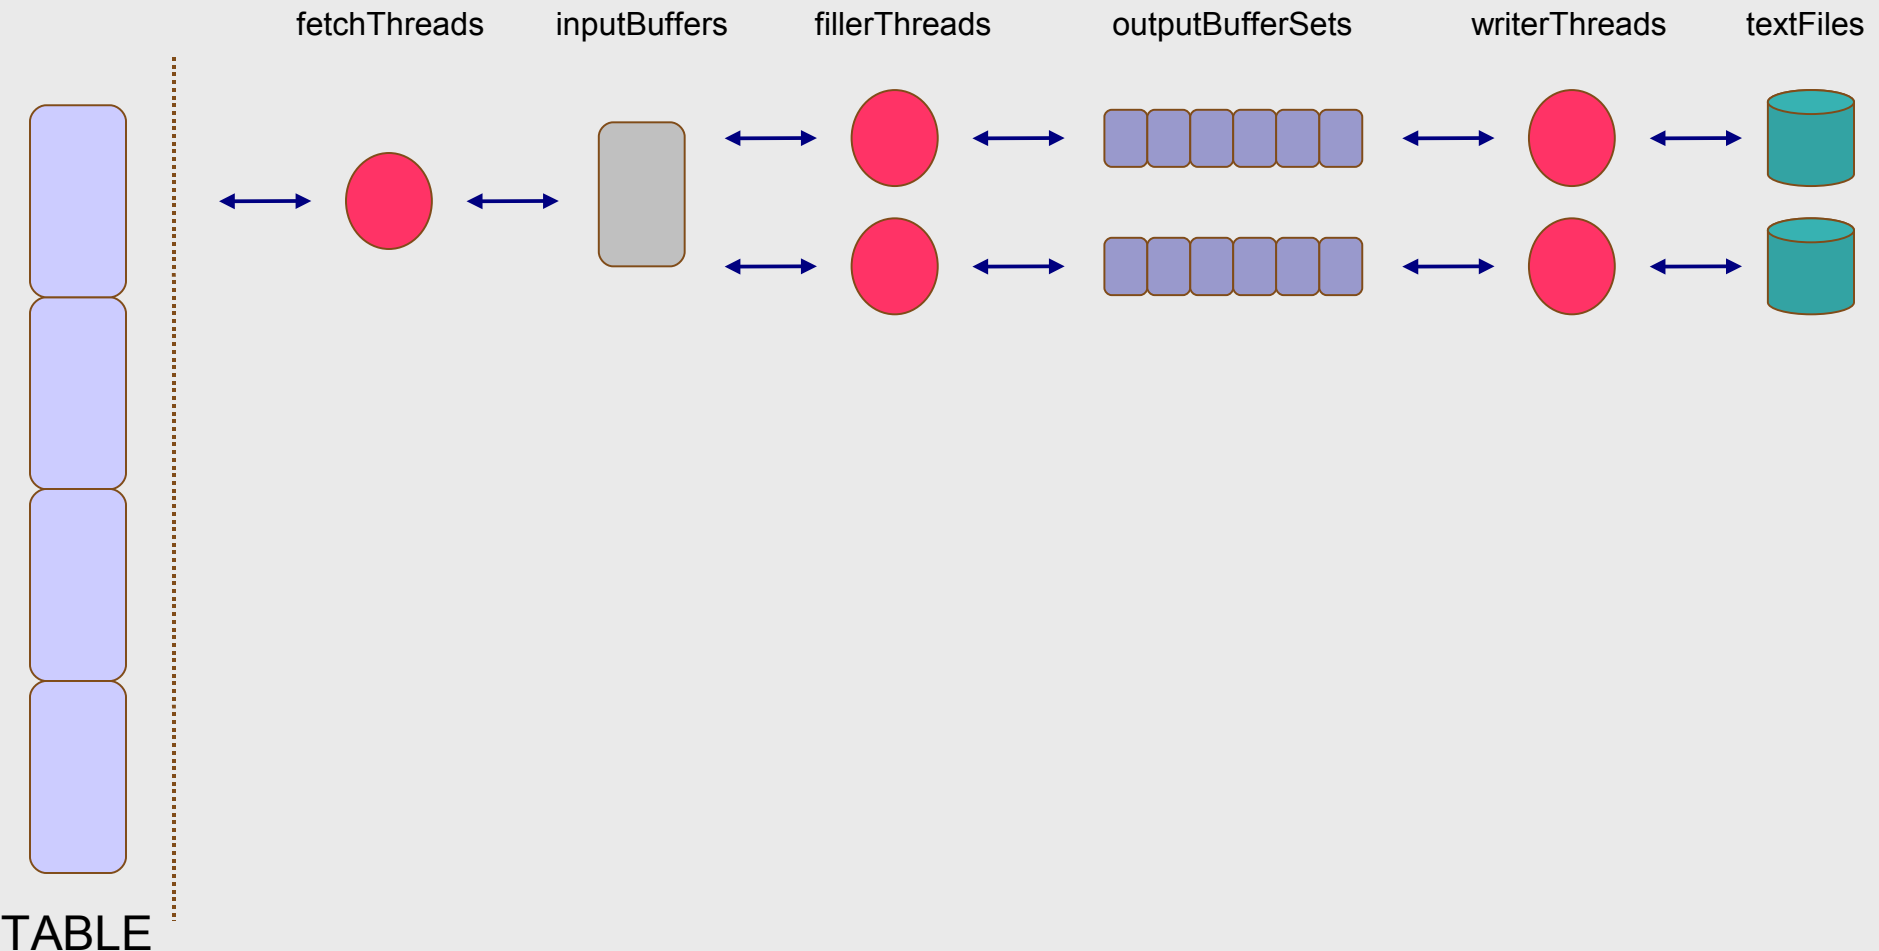 fetchThreads
inputBuffers
fillerThreads
outputBufferSets
writerThreads
textFiles
TABLE